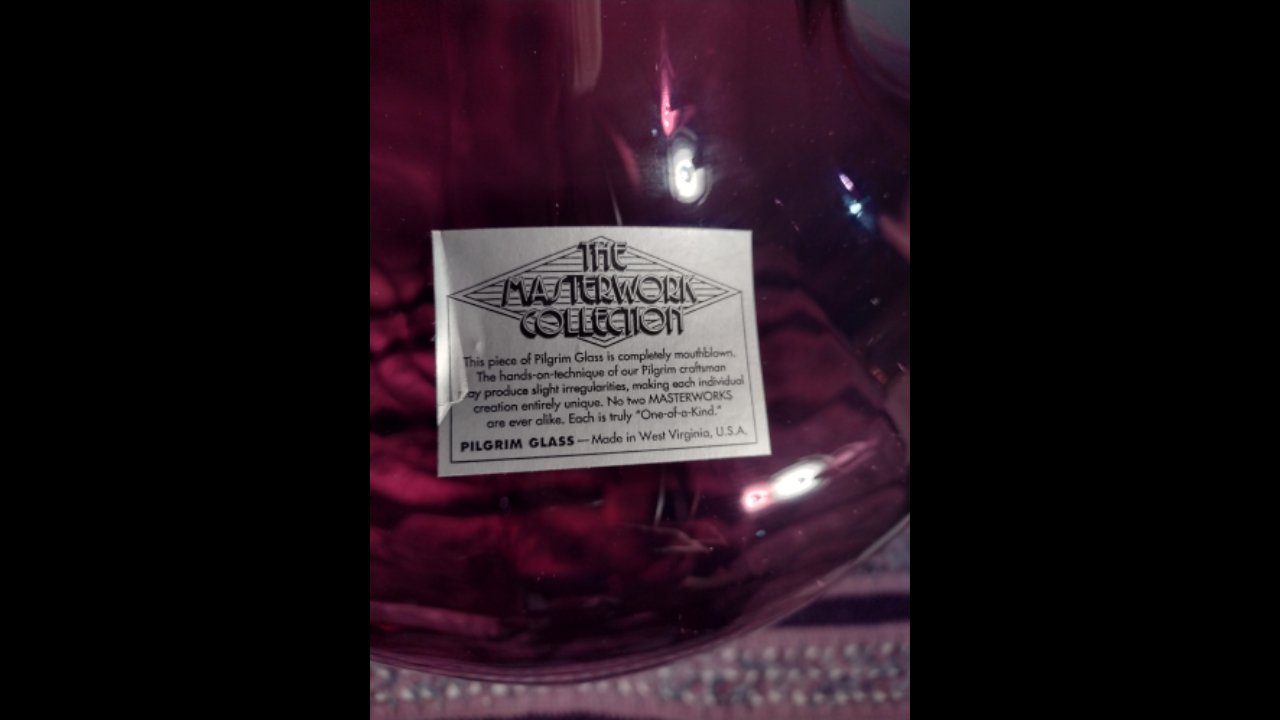 THE
MASTERWORK
COLLECTION
This piece of Pilgrim Glass is completely mouthblown.
The hands-on-technique of our Pilgrim craftsman
ay produce slight irregularities, making each individual
creation entirely unique. No two MASTERWORKS
are ever alike. Each is truly "One-of-a-Kind."
PILGRIM GLASS—Made in West Virginia, U.S.A.